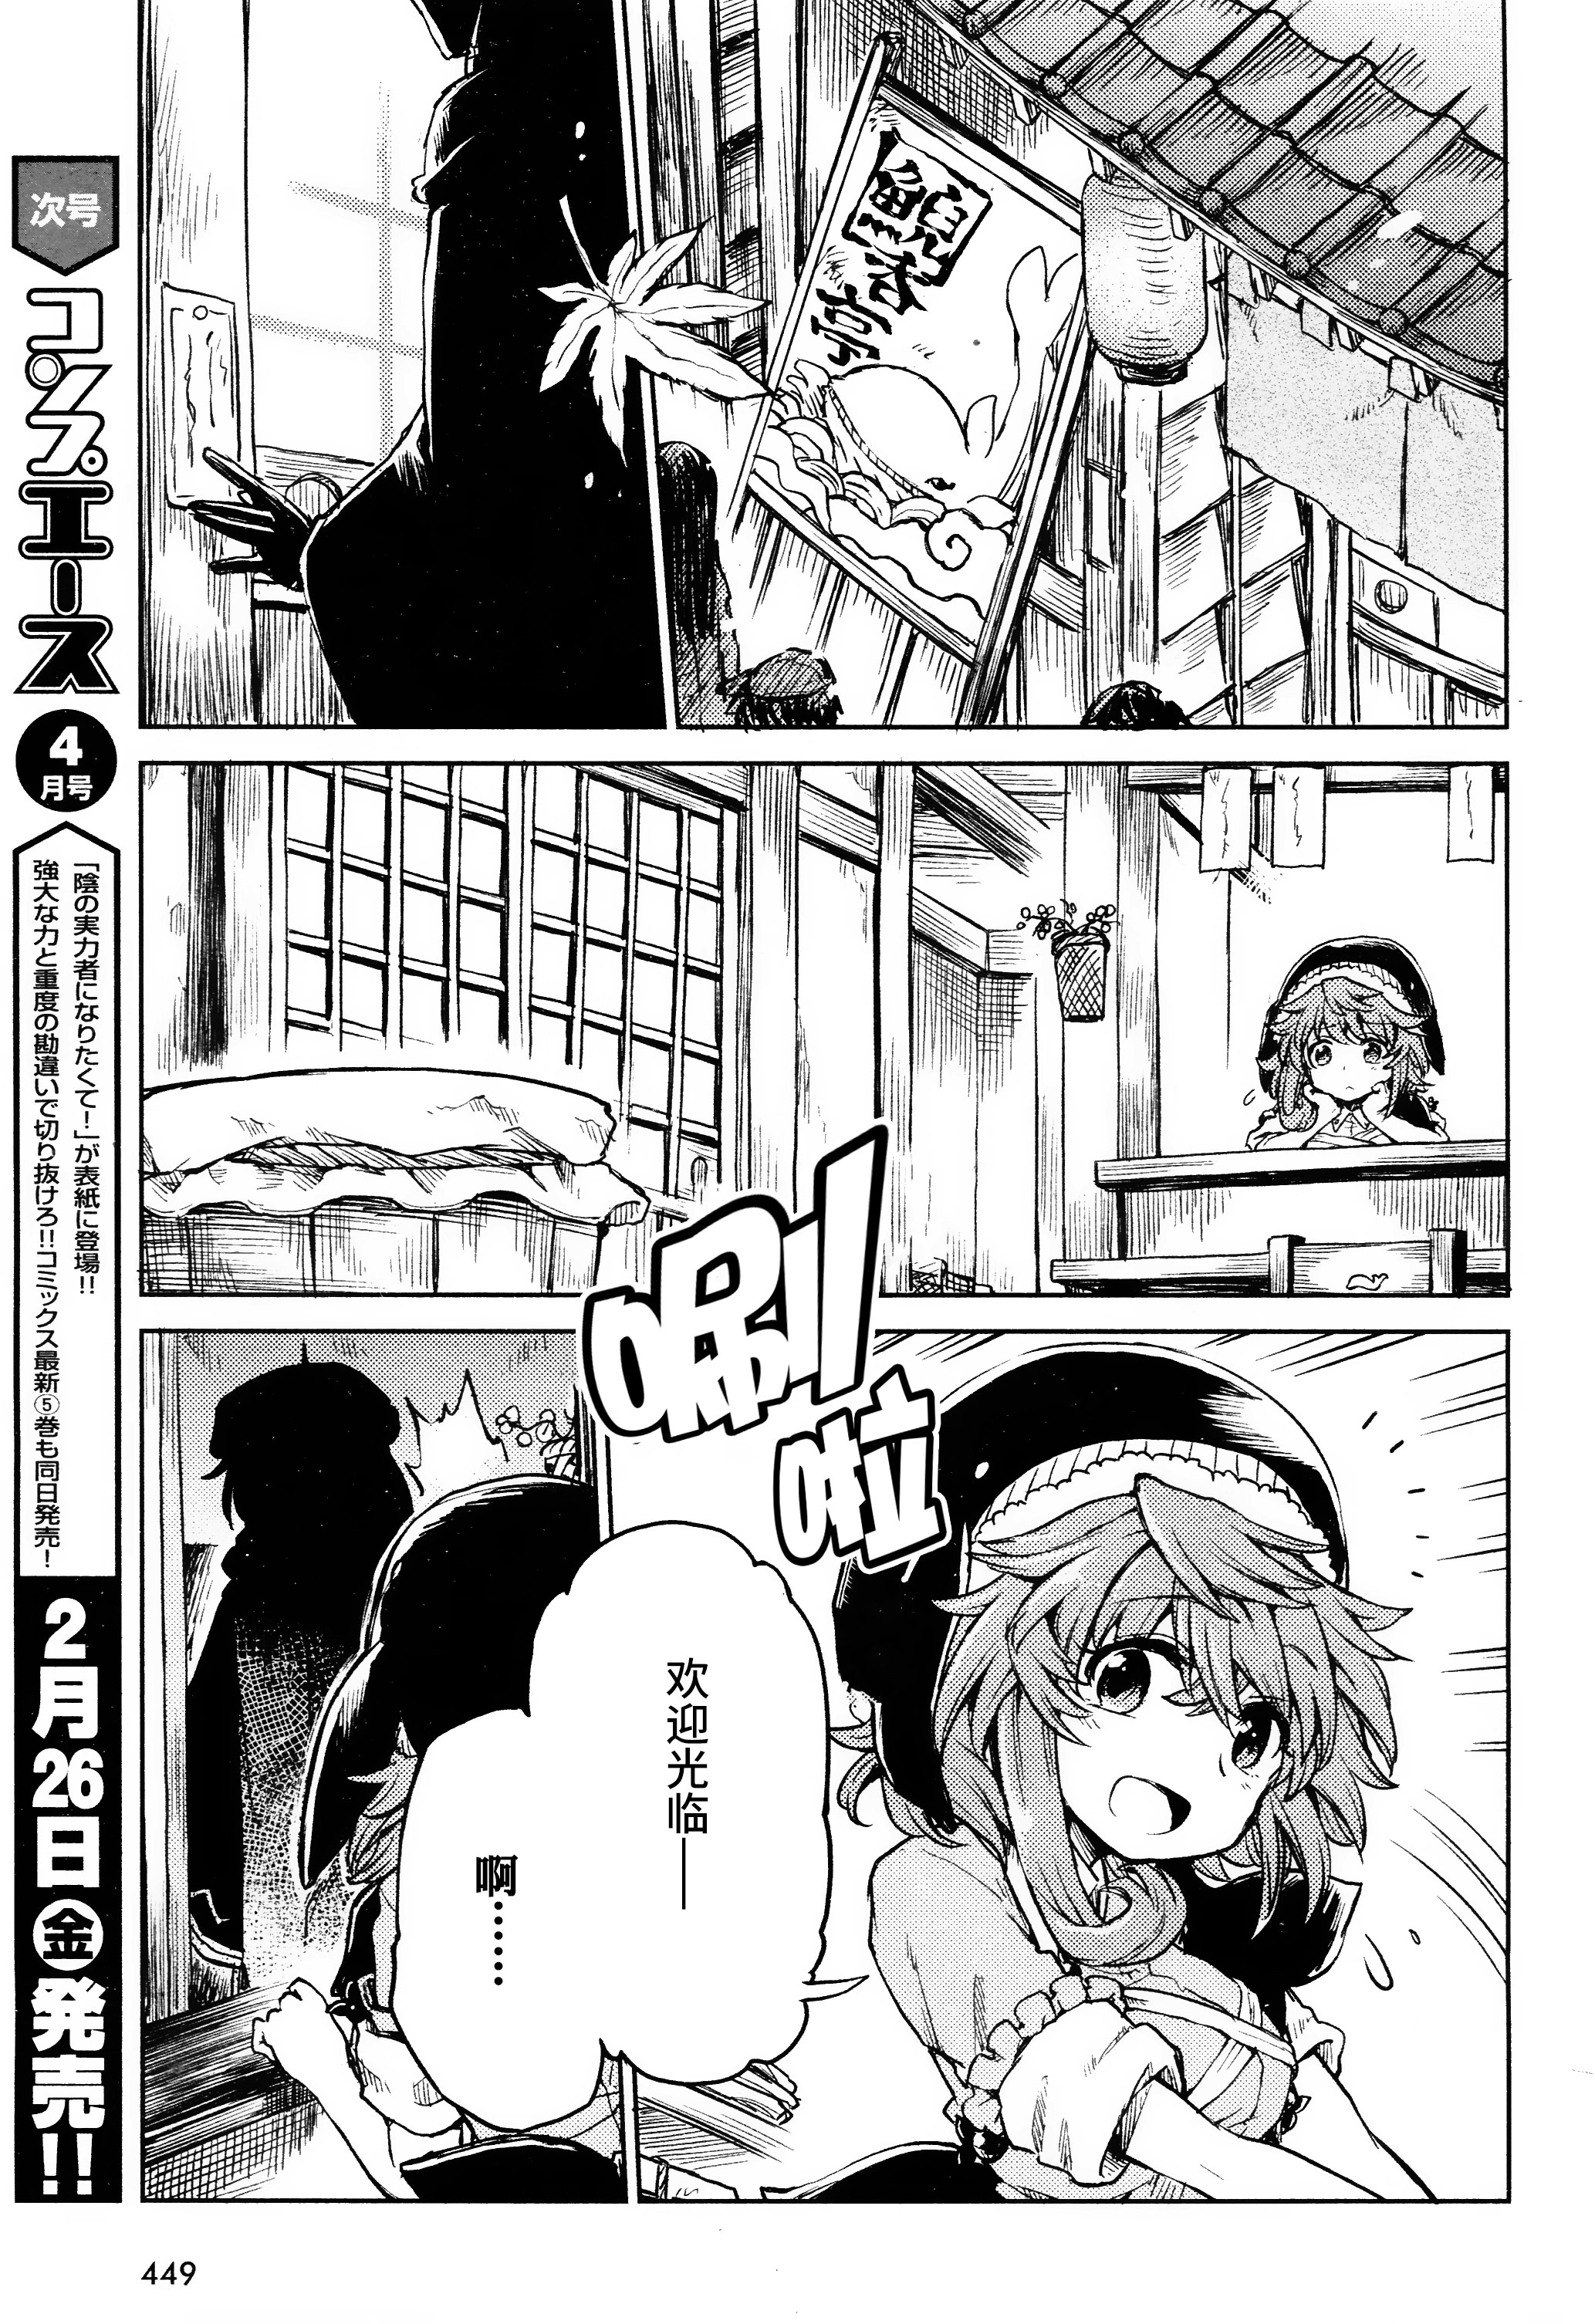 鯢呑亭
哗啦
欢迎光临——
啊……
次号
コンプエース
4
月号
「陰の実力者になりたくて!」が表紙に登場!!
強大な力と重度の勘違いで切り抜けろ!!コミックス最新⑤巻も同日発売!
2月26日㊎発売!!
449